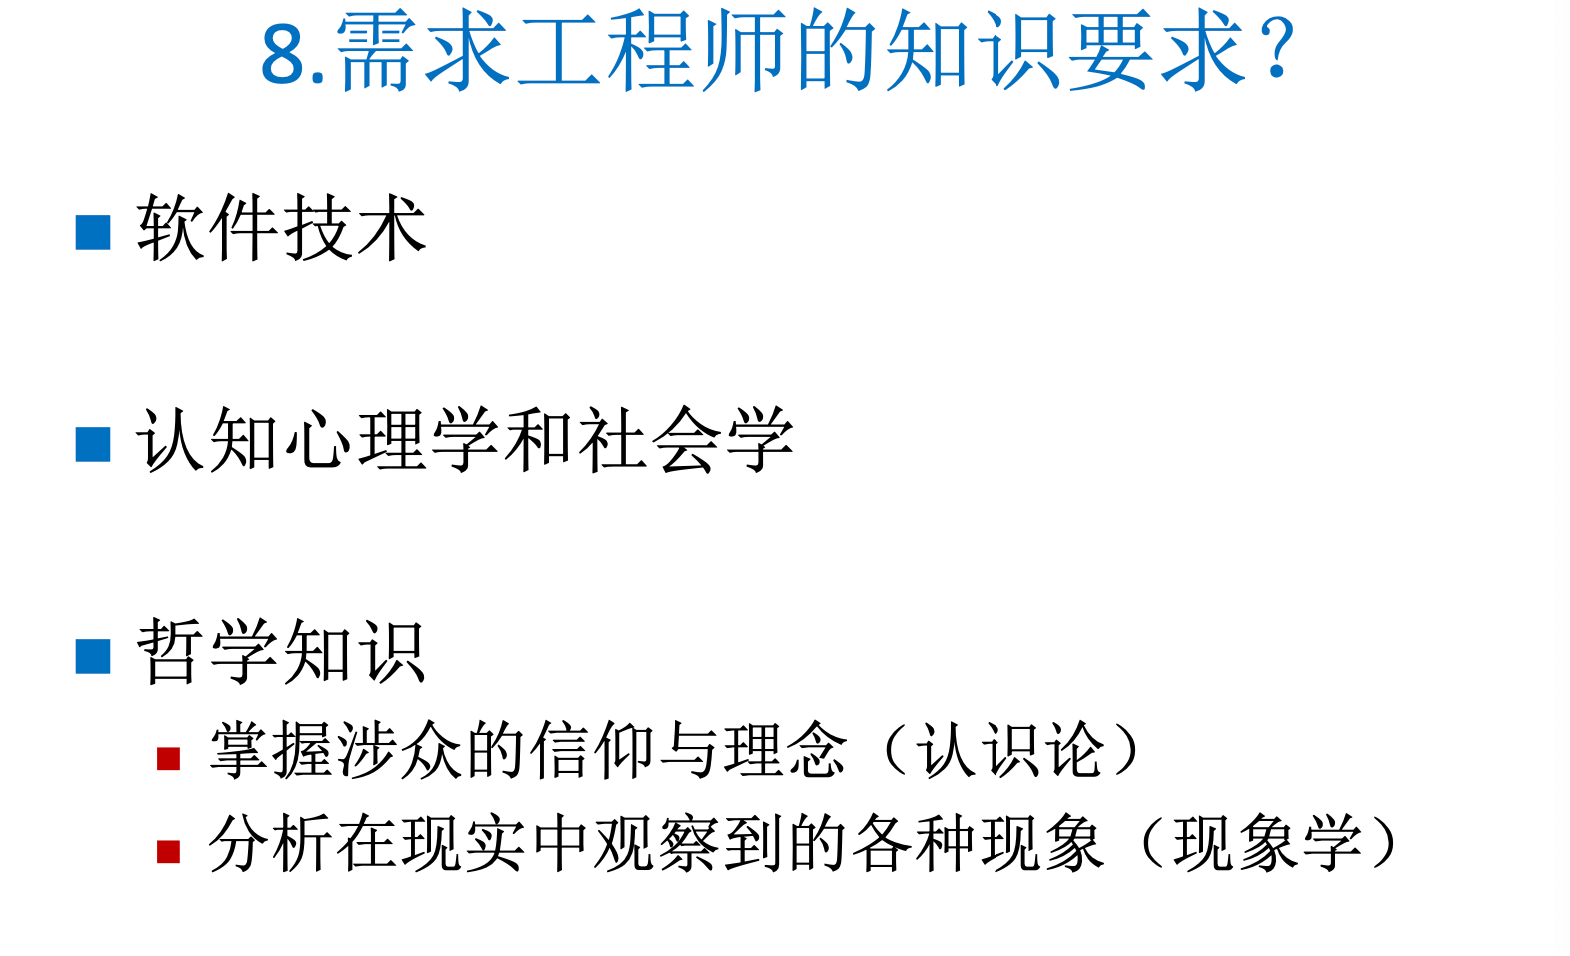 8.需求工程师的知识要求？
软件技术
认知心理学和社会学
哲学知识
掌握涉众的信仰与理念（认识论）
分析在现实中观察到的各种现象（现象学）